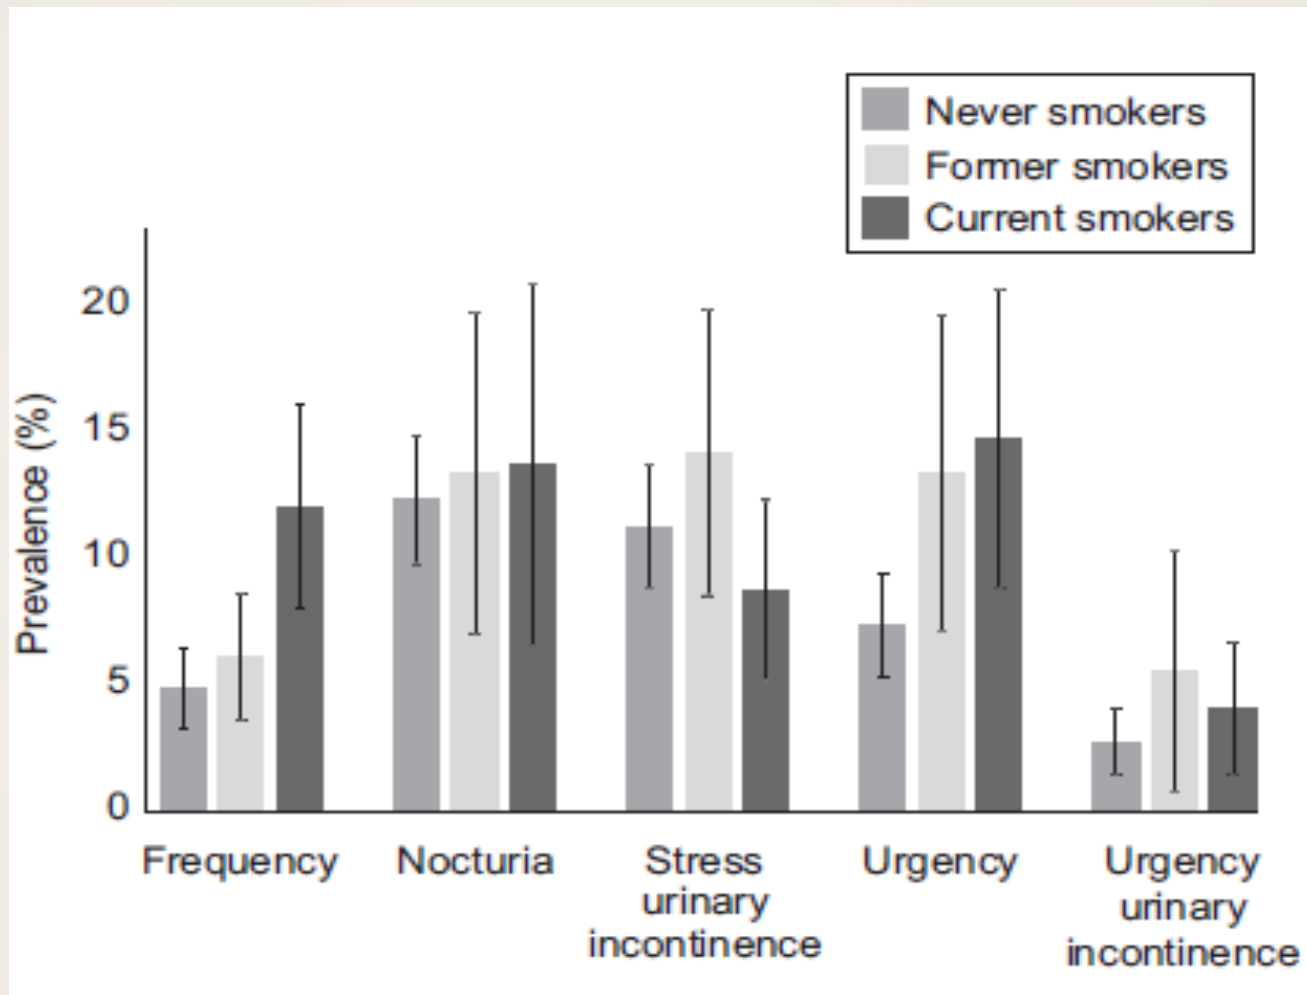 Never smokers
Former smokers
Current smokers
Prevalence (%)
20
15
10
5
0
Frequency
Nocturia
Stress
urinary
incontinence
Urgency
Urgency
urinary
incontinence